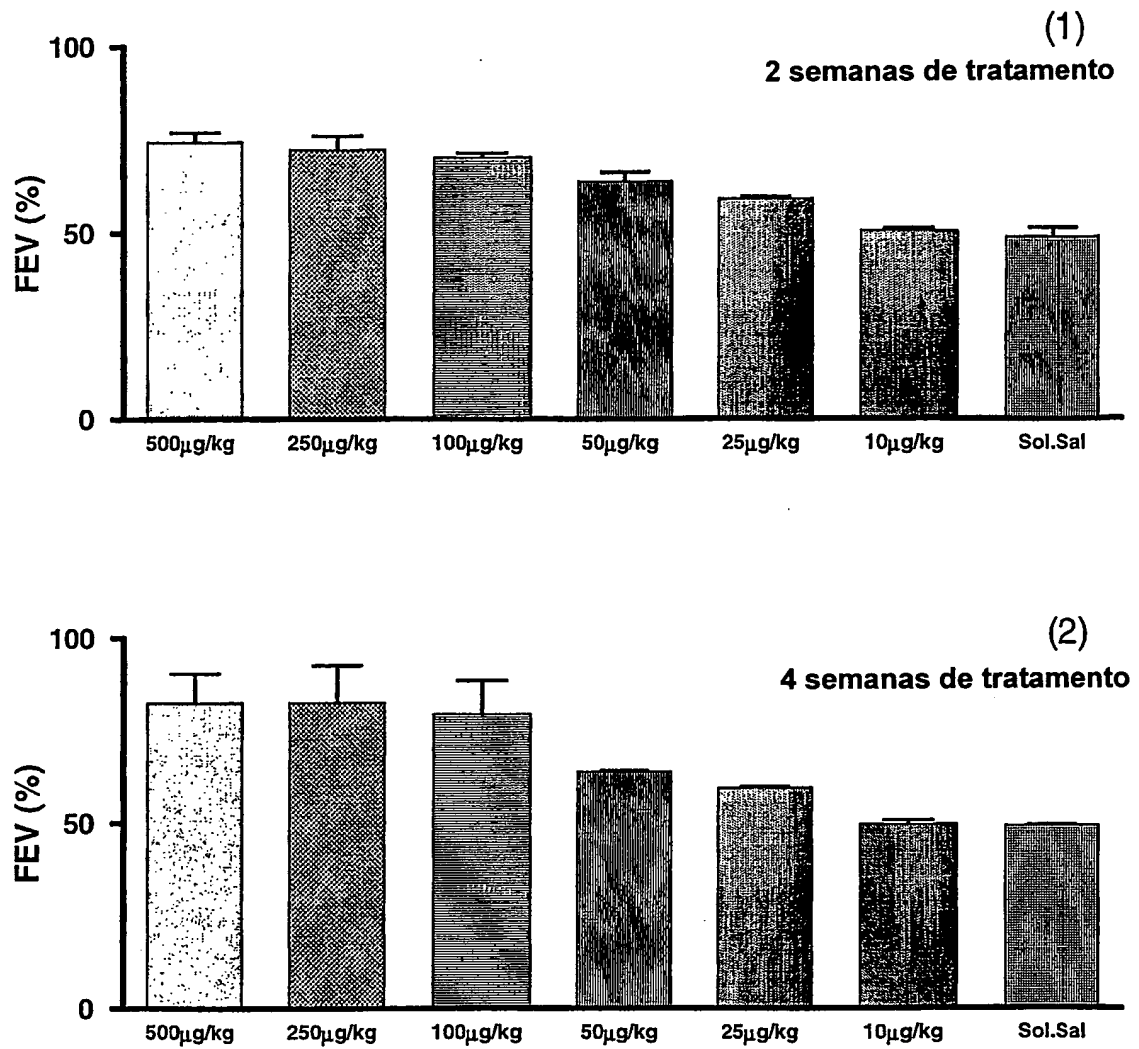 (1)
2 semanas de tratamento
100
50
0
FEV (%)
500µg/kg 250µg/kg 100µg/kg 50µg/kg 25µg/kg 10µg/kg Sol.Sal
(2)
4 semanas de tratamento
100
50
0
FEV (%)
500µg/kg 250µg/kg 100µg/kg 50µg/kg 25µg/kg 10µg/kg Sol.Sal